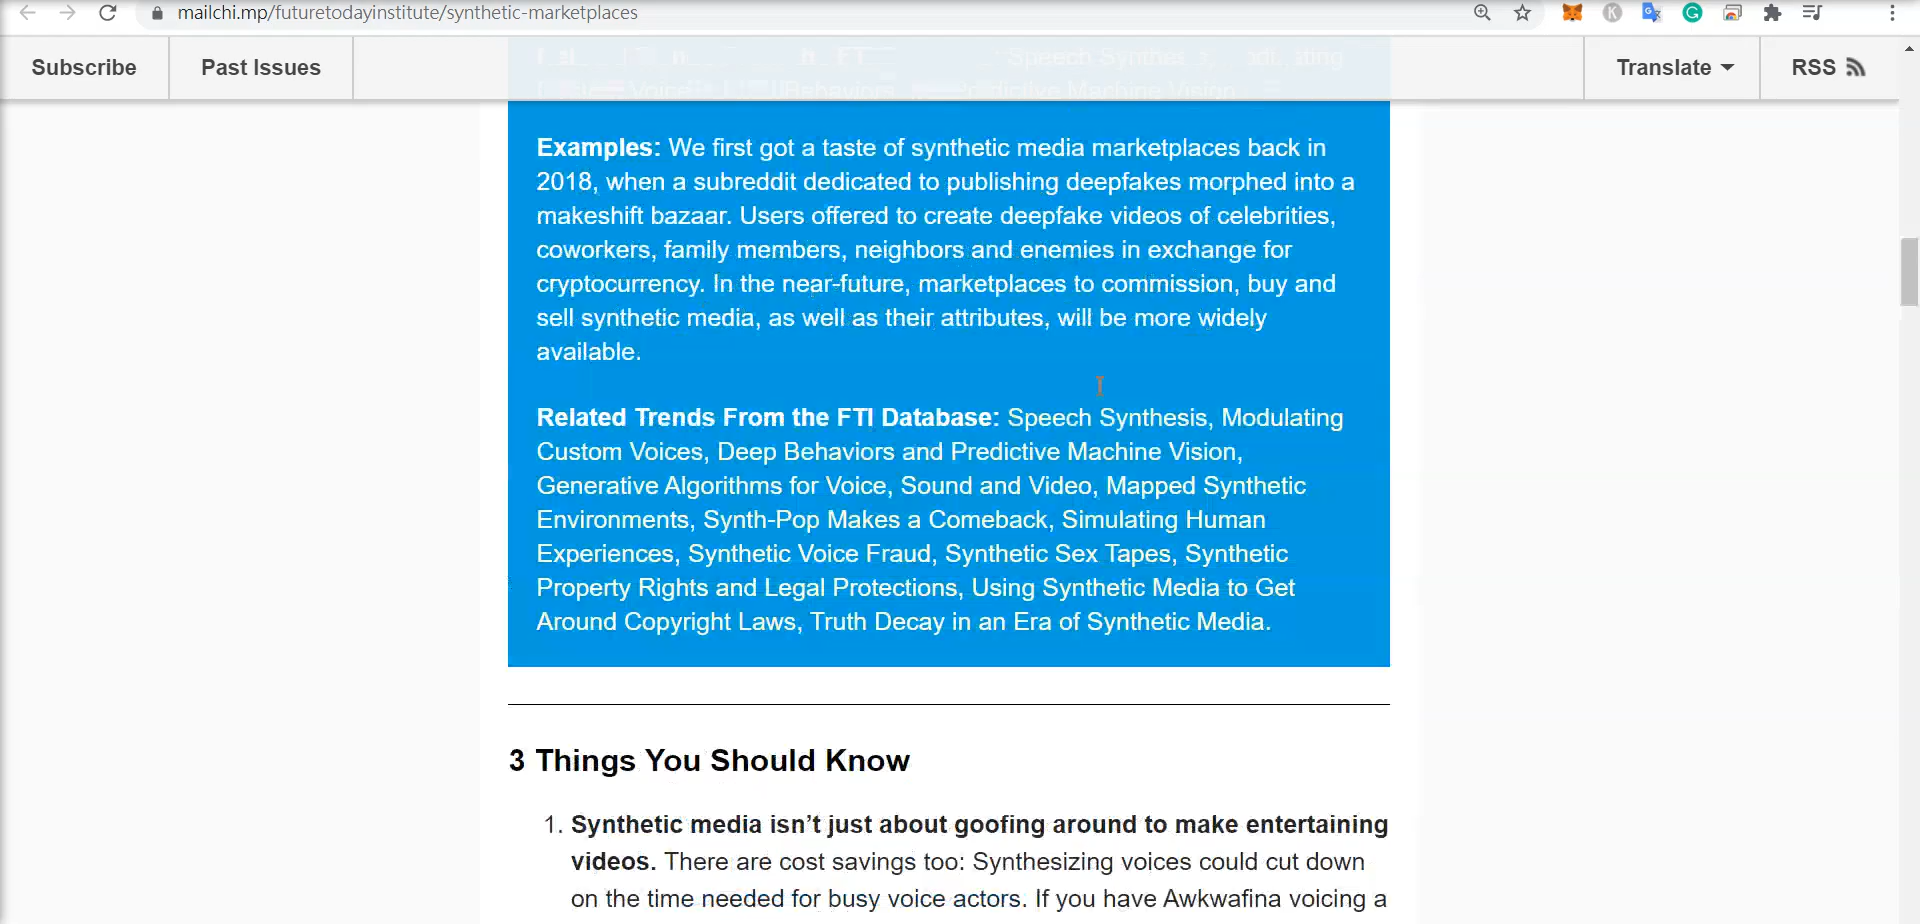 mailchi.mp/futuretodayinstitute/synthetic-marketplaces
Subscribe
Past Issues
Translate
RSS
Examples: We first got a taste of synthetic media marketplaces back in
2018, when a subreddit dedicated to publishing deepfakes morphed into a
makeshift bazaar. Users offered to create deepfake videos of celebrities,
coworkers, family members, neighbors and enemies in exchange for
cryptocurrency. In the near-future, marketplaces to commission, buy and
sell synthetic media, as well as their attributes, will be more widely
available.
Related Trends From the FTI Database: Speech Synthesis, Modulating
Custom Voices, Deep Behaviors and Predictive Machine Vision,
Generative Algorithms for Voice, Sound and Video, Mapped Synthetic
Environments, Synth-Pop Makes a Comeback, Simulating Human
Experiences, Synthetic Voice Fraud, Synthetic Sex Tapes, Synthetic
Property Rights and Legal Protections, Using Synthetic Media to Get
Around Copyright Laws, Truth Decay in an Era of Synthetic Media.
3 Things You Should Know
1. Synthetic media isn't just about goofing around to make entertaining
videos. There are cost savings too: Synthesizing voices could cut down
on the time needed for busy voice actors. If you have Awkwafina voicing a